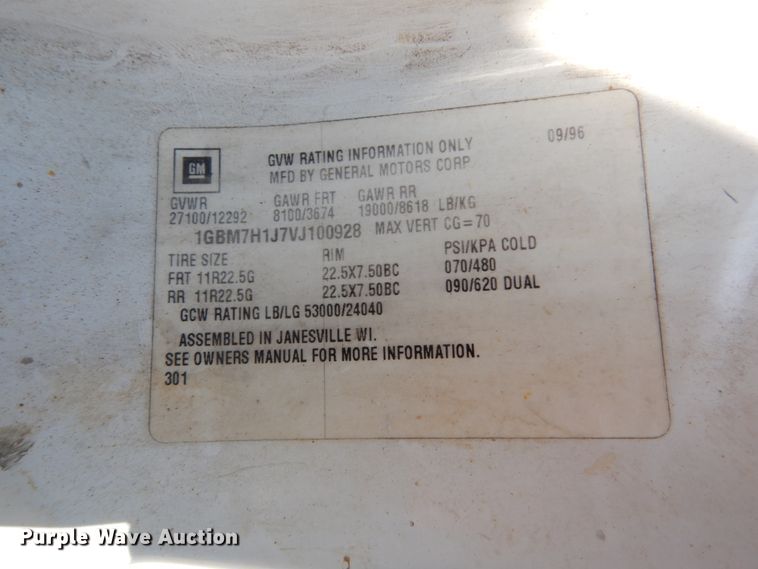 GM
GVW RATING INFORMATION ONLY 09/96
MFD BY GENERAL MOTORS CORP
GVWR GAWR FRT GAWR RR
27100/12292 8100/3674 19000/8618 LB/KG
1GBM7H1J7VJ100928 MAX VERT CG=70
TIRE SIZE RIM PSI/KPA COLD
FRT 11R22.5G 22.5X7.50BC 070/480
RR 11R22.5G 22.5X7.50BC 090/620 DUAL
GCW RATING LB/LG 53000/24040
ASSEMBLED IN JANESVILLE WI.
SEE OWNERS MANUAL FOR MORE INFORMATION.
301
Purple Wave Auction